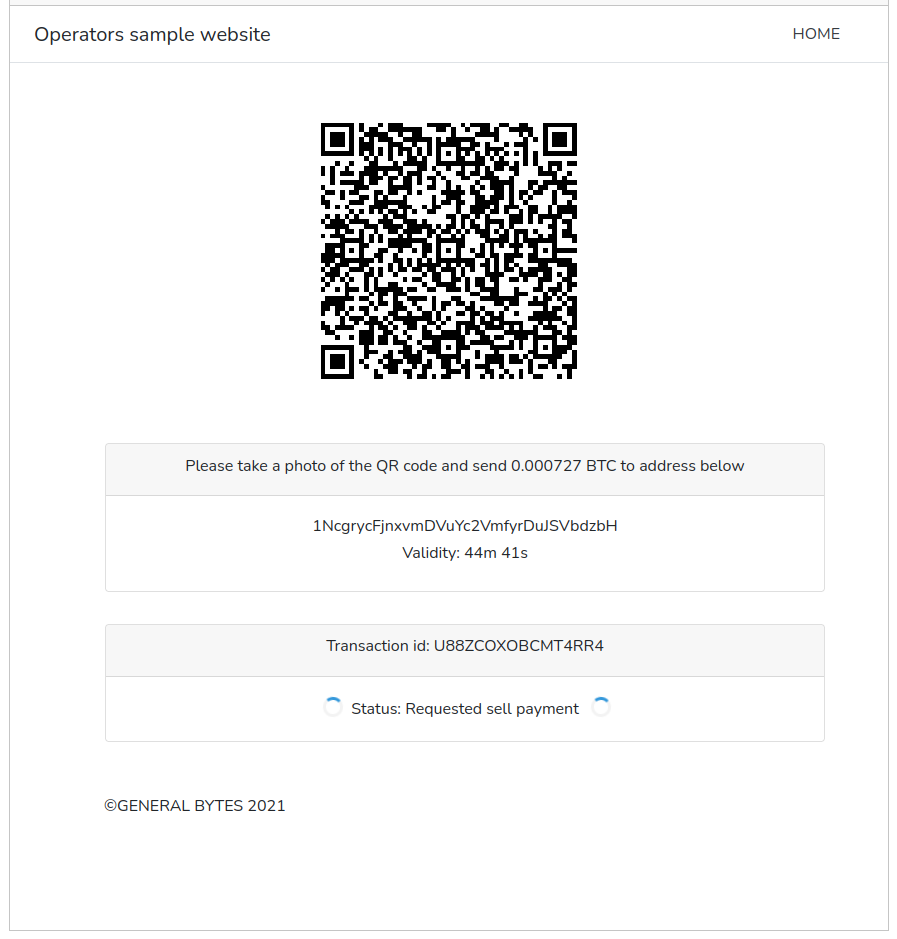 Operators sample website
HOME
Please take a photo of the QR code and send 0.000727 BTC to address below
1NcgrycFjnxvmDVuYc2VmfyrDuJSVbdzbH
Validity: 44m 41s
Transaction id: U88ZCOXOBCMT4RR4
Status: Requested sell payment
©GENERAL BYTES 2021